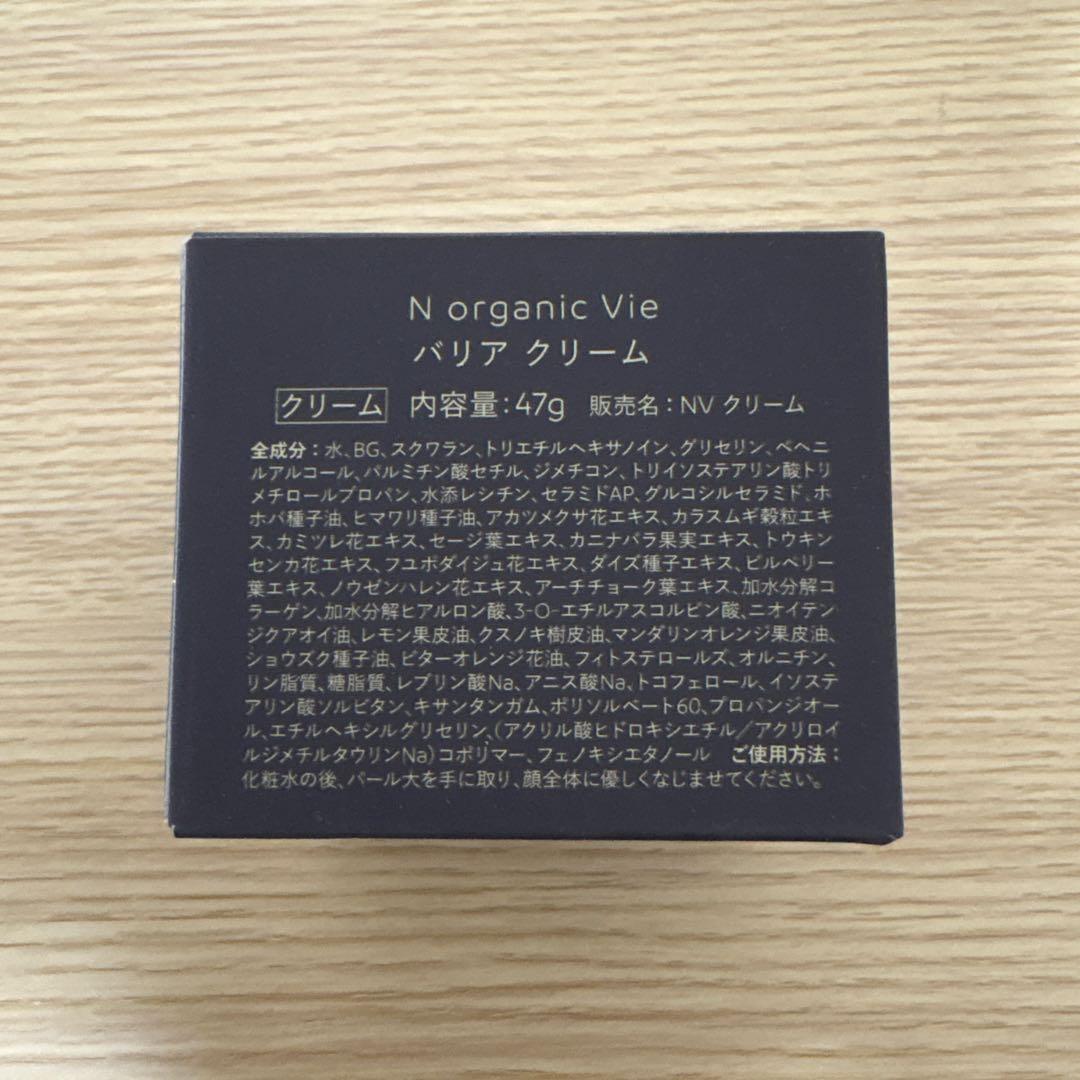 N organic Vie
バリア クリーム
クリーム 内容量:47g 販売名:NV クリーム
全成分:水、BG、スクワラン、トリエチルヘキサノイン、グリセリン、ベヘニ
ルアルコール、パルミチン酸セチル、ジメチコン、トリイソステアリン酸トリ
メチロールプロパン、水添レシチン、セラミドAP、グルコシルセラミド、ホ
ホバ種子油、ヒマワリ種子油、アカツメクサ花エキス、カラスムギ穀粒エキ
ス、カミツレ花エキス、セージ葉エキス、カニナバラ果実エキス、トウキン
センカ花エキス、フユボダイジュ花エキス、ダイズ種子エキス、ビルベリー
葉エキス、ノウゼンハレン花エキス、アーチチョーク葉エキス、加水分解コ
ラーゲン、加水分解ヒアルロン酸、3-O-エチルアスコルビン酸、ニオイテン
ジクアオイ油、レモン果皮油、クスノキ樹皮油、マンダリンオレンジ果皮油、
ショウズク種子油、ビターオレンジ花油、フィトステロールズ、オルニチン、
リン脂質、糖脂質、レブリン酸Na、アニス酸Na、トコフェロール、イソステ
アリン酸ソルビタン、キサンタンガム、ポリソルベート60、プロパンジオー
ル、エチルヘキシルグリセリン、(アクリル酸ヒドロキシエチル/アクリロイ
ルジメチルタウリンNa)コポリマー、フェノキシエタノール ご使用方法:
化粧水の後、パール大を手に取り、顔全体に優しくなじませてください。